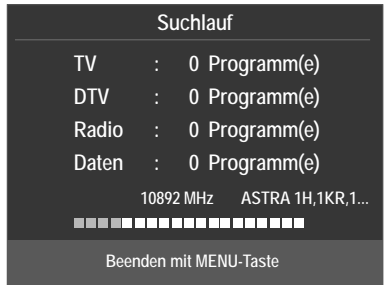 Suchlauf
TV : 0 Programm(e)
DTV : 0 Programm(e)
Radio : 0 Programm(e)
Daten : 0 Programm(e)
10892 MHz ASTRA 1H,1KR,1...
Beenden mit MENU-Taste